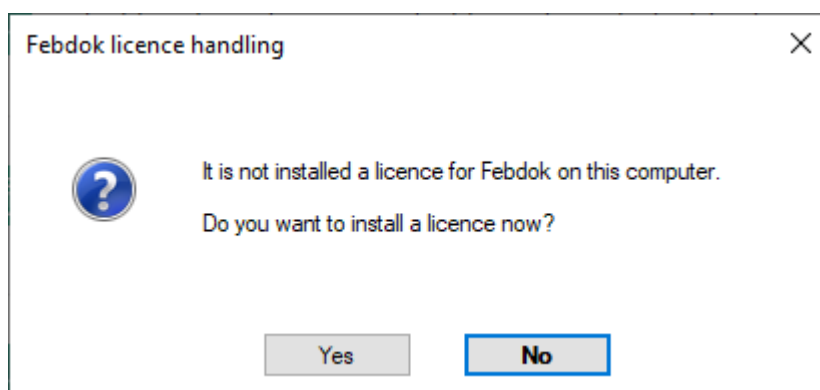 Febdok licence handling
It is not installed a licence for Febdok on this computer.
Do you want to install a licence now?
Yes
No